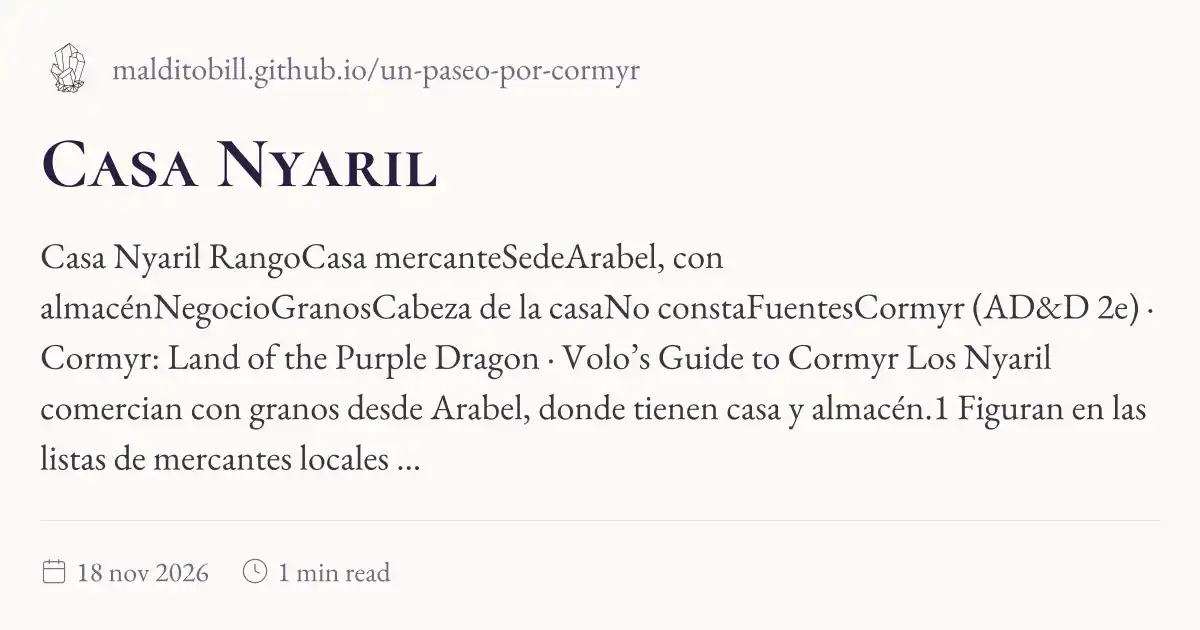 malditobill.github.io/un-paseo-por-cormyr
Casa Nyaril
Casa Nyaril RangoCasa mercanteSedeArabel, con
almacénNegocioGranosCabeza de la casaNo constaFuentesCormyr (AD&D 2e) ·
Cormyr: Land of the Purple Dragon · Volo’s Guide to Cormyr Los Nyaril
comercian con granos desde Arabel, donde tienen casa y almacén.1 Figuran en las
listas de mercantes locales ...
18 nov 2026
1 min read